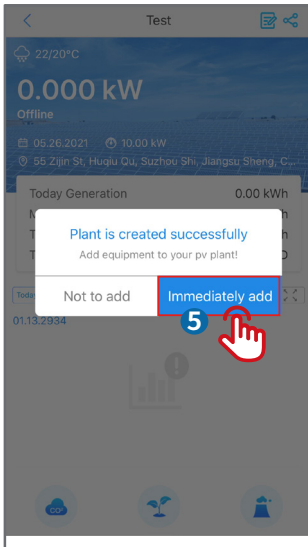 Test
22/20°C
0.000 kW
Offline
05.26.2021 10.00 kW
55 Zijin St, Huqiu Qu, Suzhou Shi, Jiangsu Sheng, C...
Today Generation 0.00 kWh
Plant is created successfully
Add equipment to your pv plant!
Not to add Immediately add
5
Today
01.13.2934
CO²